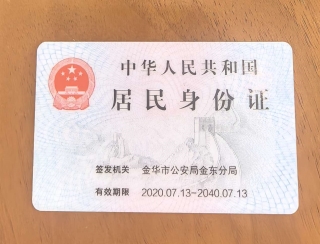 中华人民共和国
居民身份证
签发机关 金华市公安局金东分局
有效期限 2020.07.13-2040.07.13